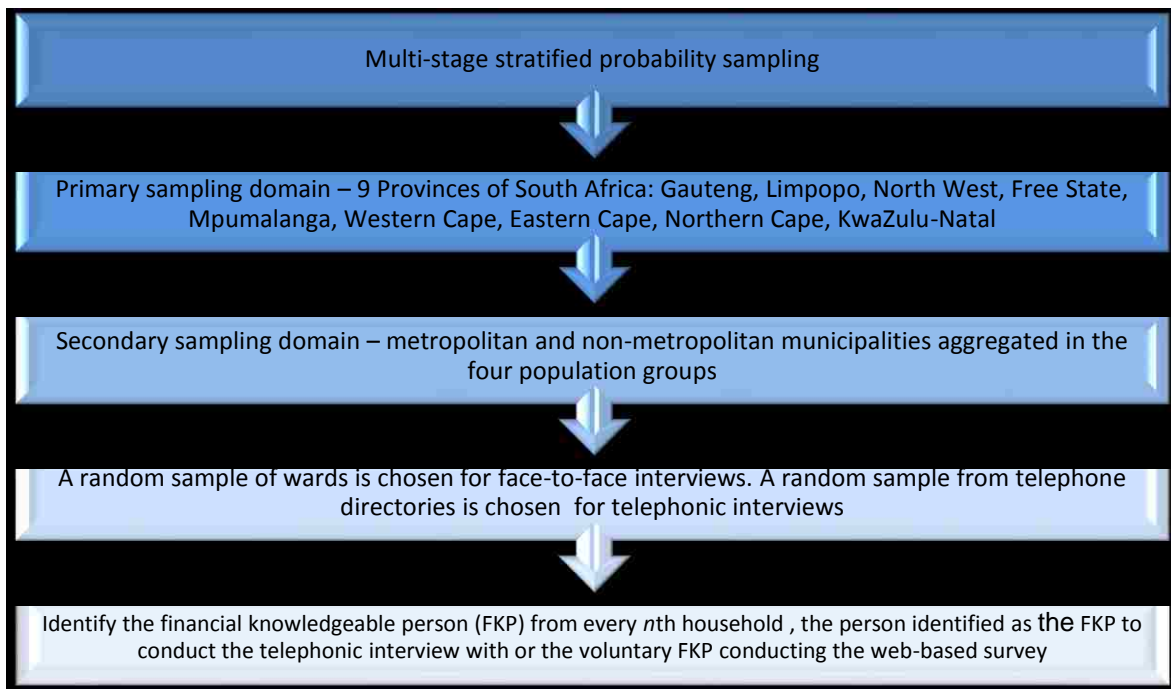 Multi-stage stratified probability sampling
Primary sampling domain – 9 Provinces of South Africa: Gauteng, Limpopo, North West, Free State,
Mpumalanga, Western Cape, Eastern Cape, Northern Cape, KwaZulu-Natal
Secondary sampling domain – metropolitan and non-metropolitan municipalities aggregated in the
four population groups
A random sample of wards is chosen for face-to-face interviews. A random sample from telephone
directories is chosen for telephonic interviews
Identify the financial knowledgeable person (FKP) from every nth household , the person identified as the FKP to
conduct the telephonic interview with or the voluntary FKP conducting the web-based survey